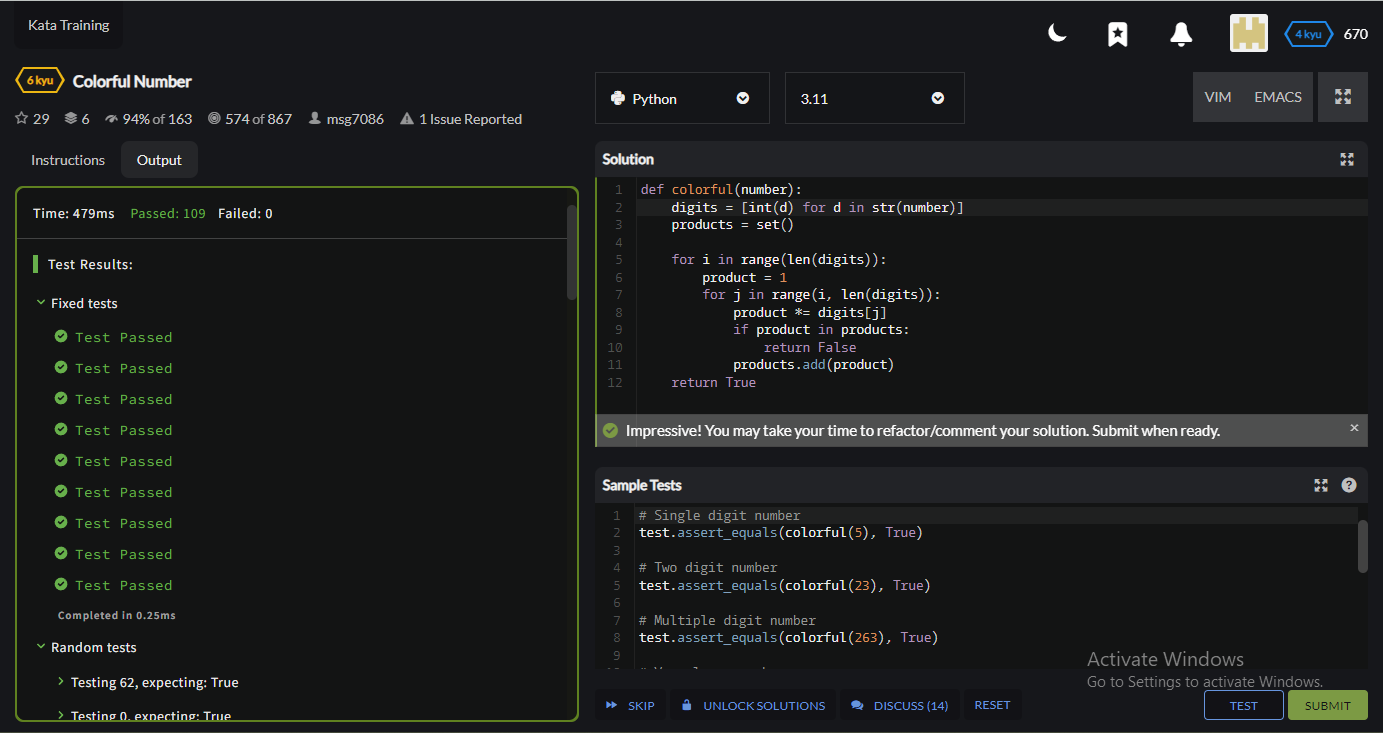 Kata Training
4 kyu 670
6 kyu Colorful Number
29 6 94% of 163 574 of 867 msg7086 1 Issue Reported
Instructions Output
Time: 479ms Passed: 109 Failed: 0
Test Results:
Fixed tests
Test Passed
Test Passed
Test Passed
Test Passed
Test Passed
Test Passed
Test Passed
Test Passed
Test Passed
Completed in 0.25ms
Random tests
Testing 62, expecting: True
Testing 0, expecting: True
Python 3.11 VIM EMACS
Solution
1 def colorful(number):
2 digits = [int(d) for d in str(number)]
3 products = set()
4
5 for i in range(len(digits)):
6 product = 1
7 for j in range(i, len(digits)):
8 product *= digits[j]
9 if product in products:
10 return False
11 products.add(product)
12 return True
Impressive! You may take your time to refactor/comment your solution. Submit when ready. ×
Sample Tests ?
1 # Single digit number
2 test.assert_equals(colorful(5), True)
3
4 # Two digit number
5 test.assert_equals(colorful(23), True)
6
7 # Multiple digit number
8 test.assert_equals(colorful(263), True)
9
Activate Windows
Go to Settings to activate Windows.
SKIP UNLOCK SOLUTIONS DISCUSS (14) RESET TEST SUBMIT